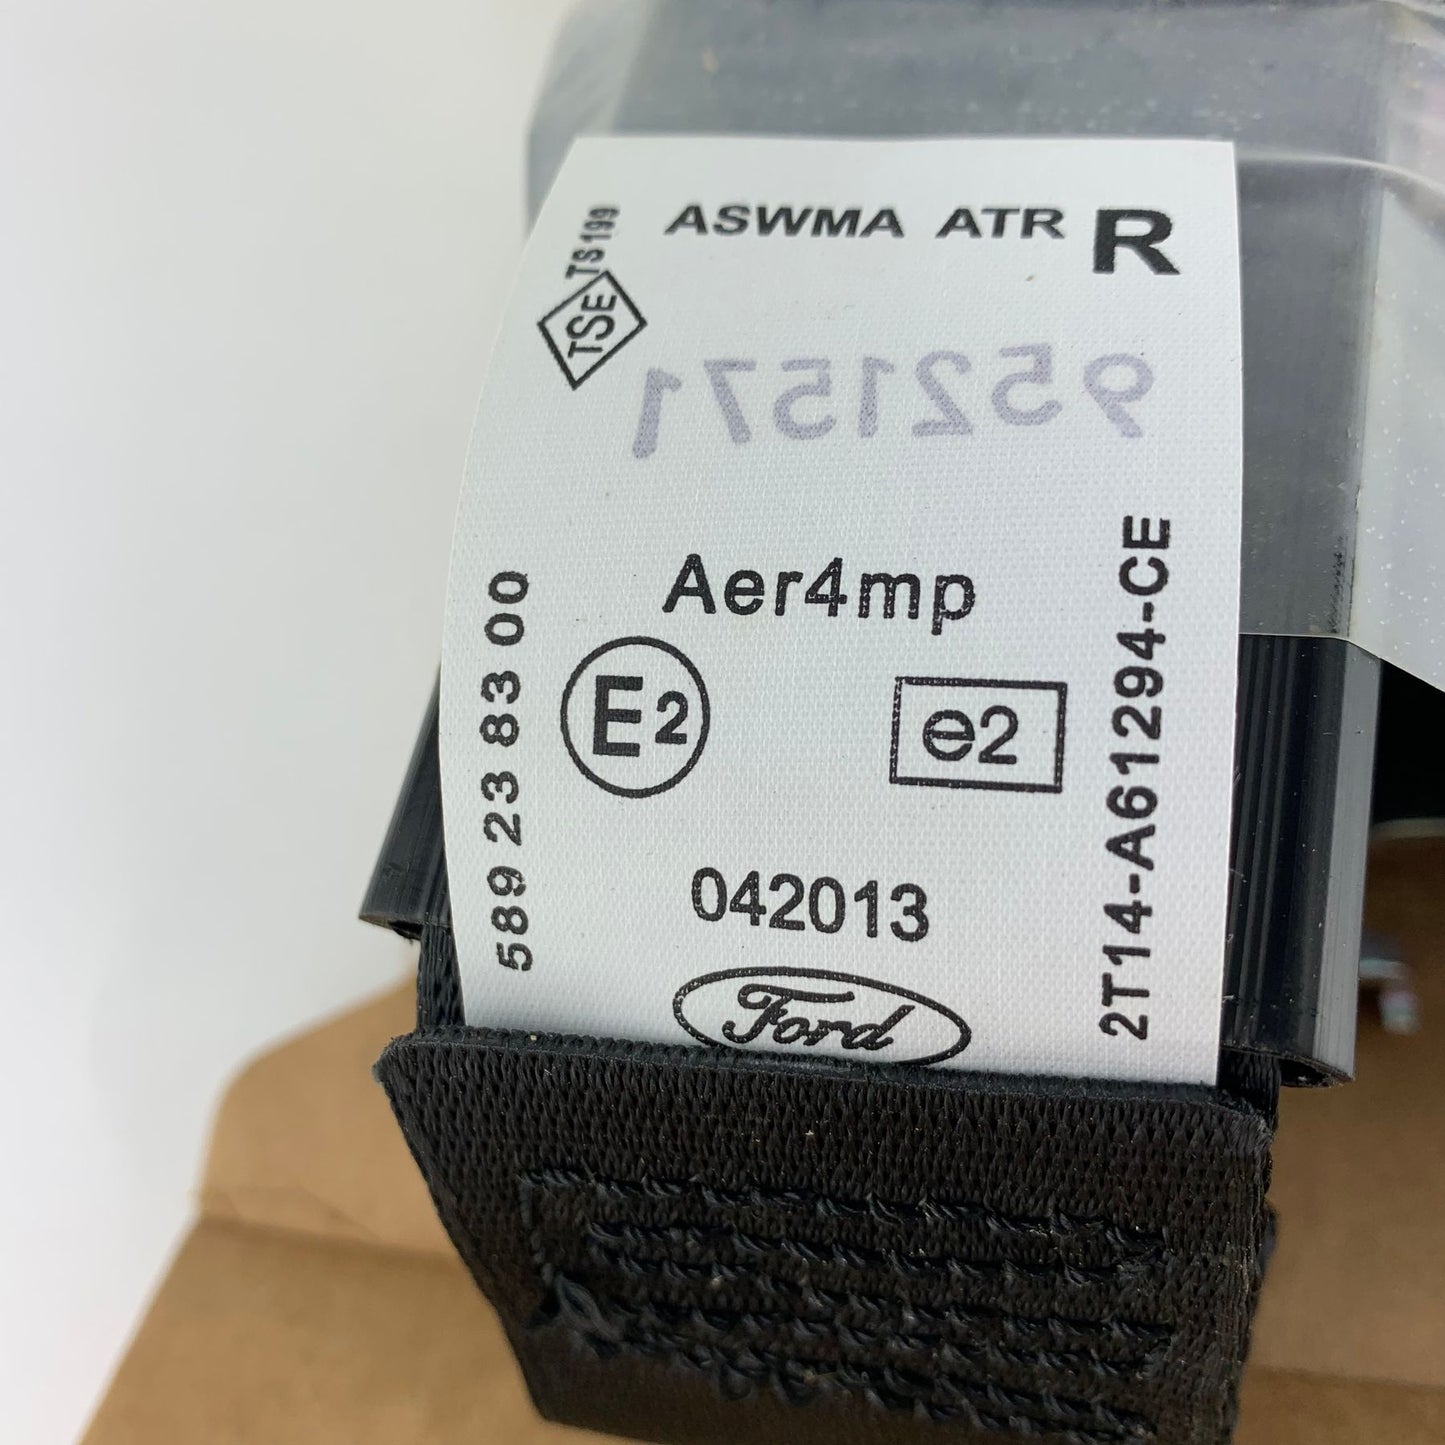 ASWMA ATR R
TS199
TSE
9521571
Aer4mp
E2
e2
589 23 83 00
2T14-A61294-CE
042013
Ford